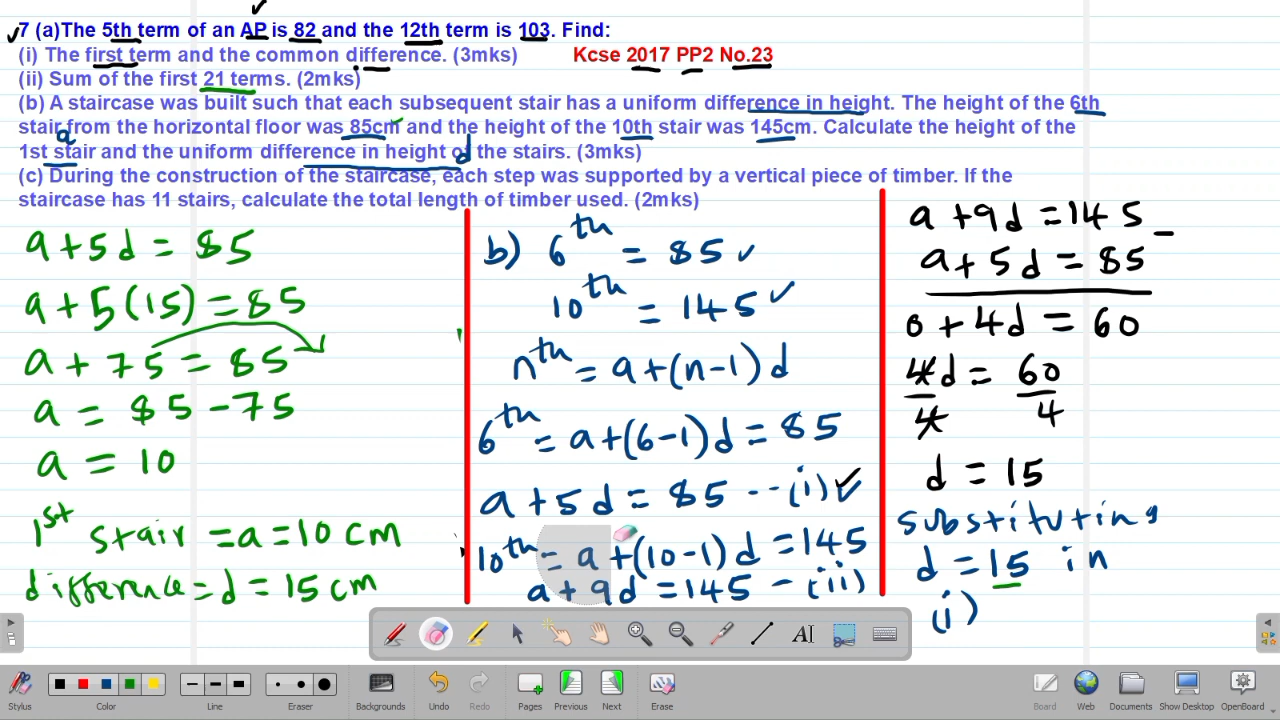 7 (a)The 5th term of an AP is 82 and the 12th term is 103. Find:
(i) The first term and the common difference. (3mks) Kcse 2017 PP2 No.23
(ii) Sum of the first 21 terms. (2mks)
(b) A staircase was built such that each subsequent stair has a uniform difference in height. The height of the 6th
stair from the horizontal floor was 85cm and the height of the 10th stair was 145cm. Calculate the height of the
a
d
1st stair and the uniform difference in height of the stairs. (3mks)
(c) During the construction of the staircase, each step was supported by a vertical piece of timber. If the
staircase has 11 stairs, calculate the total length of timber used. (2mks)
a + 5d = 85
a + 5(15) = 85
a + 75 = 85
a = 85 - 75
a = 10
1st stair = a = 10 cm
difference = d = 15 cm
b) 6th = 85 ✓
10th = 145 ✓
nth = a + (n-1)d
6th = a + (6-1)d = 85
a + 5d = 85 -- (i)
10th = a + (10-1)d = 145
a + 9d = 145 - (ii)
a + 9d = 145 _
a + 5d = 85
0 + 4d = 60
4d = 60
4 4
d = 15
substituting
d = 15 in
(i)
Stylus
Color
Line
Eraser
Backgrounds
Undo
Redo
Pages
Previous
Next
Erase
Board
Web
Documents
Show Desktop
OpenBoard